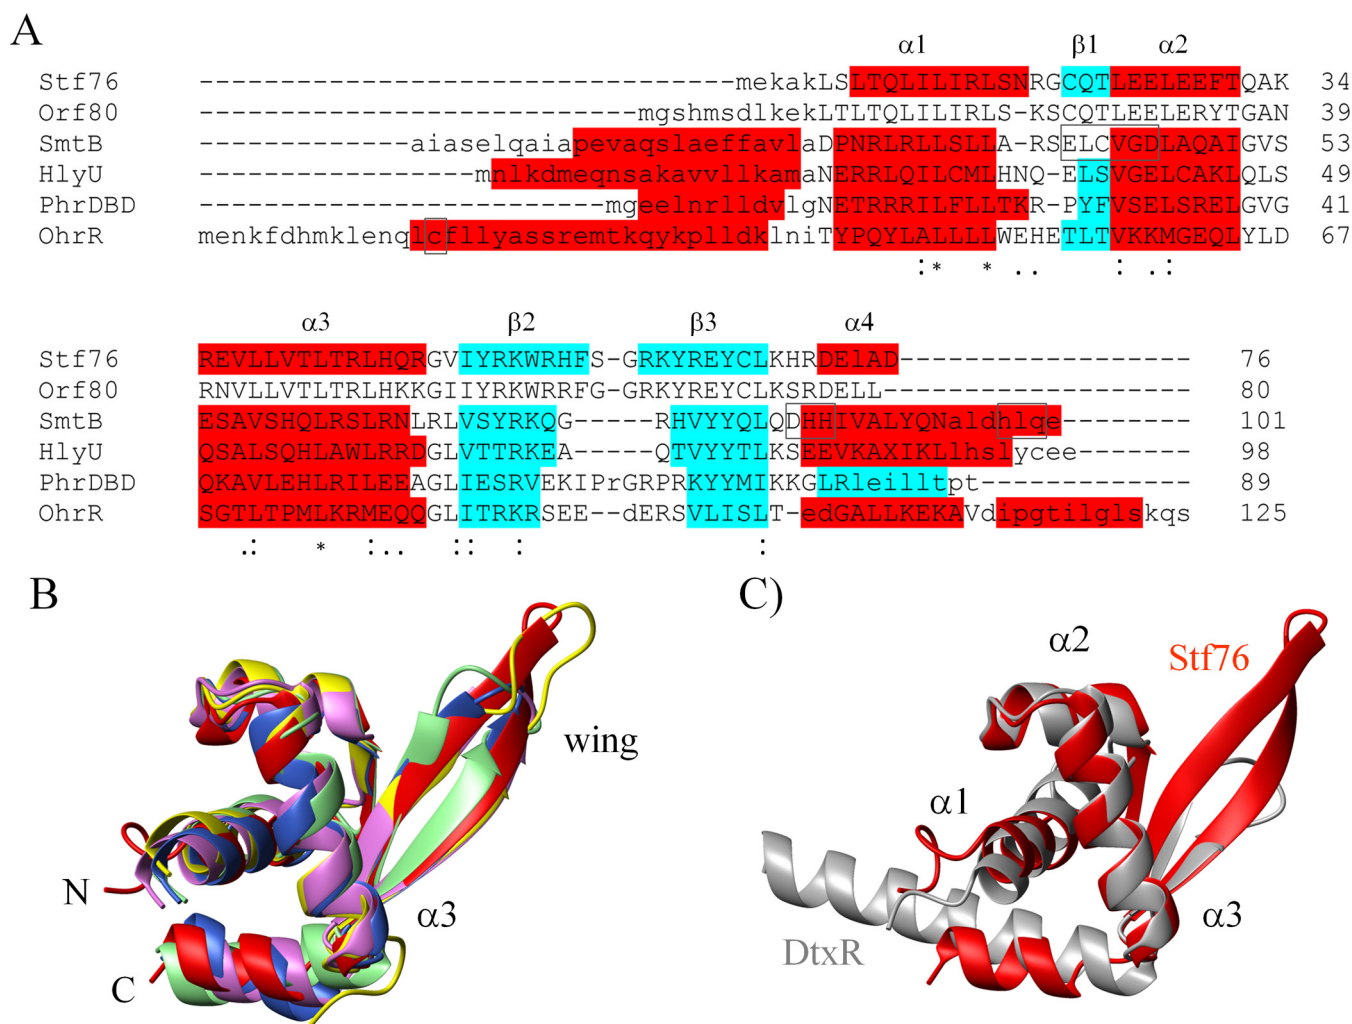 A
α1 β1 α2
Stf76 ---------------------------------mekakLSLTQLILIRLSNRGCQTLEELEEFTQAK 34
Orf80 ---------------------------mgshmsdlkekLTLTQLILIRLS-KSCQTLEELERYTGAN 39
SmtB -------------aiaselqaiapevaqslaeffavlaDPNRLRLLSLLA-RSELCVGDLAQAIGVS 53
HlyU -----------------mnlkdmeqnsakavvllkamaNERRLQILCMLHNQ-ELSVGELCAKLQLS 49
PhrDBD -------------------------mgeelnrlldvlgNETRRRILFLLTKR-PYFVSELSRELGVG 41
OhrR menkfdhmklenqlcfllyassremtkqykplldklniTYPQYLALLLLWEHETLTVKKMGEQLYLD 67
:* * .. : .:
α3 β2 β3 α4
Stf76 REVLLVTLTRLHQRGVIYRKWRHFS-GRKYREYCLKHRDElAD------------------ 76
Orf80 RNVLLVTLTRLHKKGIIYRKWRRFG-GRKYREYCLKSRDELL------------------- 80
SmtB ESAVSHQLRSLRNLRLVSYRKQG-----RHVYYQLQDHHIVALYQNaldhlqe-------- 101
HlyU QSALSQHLAWLRRDGLVTTRKEA-----QTVYYTLKSEEVKAXIKLlhslycee------- 98
PhrDBD QKAVLEHLRILEEAGLIESRVEKIPrGRPRKYYMIKKGLRleilltpt------------- 89
OhrR SGTLTPMLKRMEQQGLITRKRSEE--dERSVLISLT-edGALLKEKAVdipgtilglskqs 125
.: * :.. :: : :
B
C)
wing
α3
N
C
α2
Stf76
α1
α3
DtxR